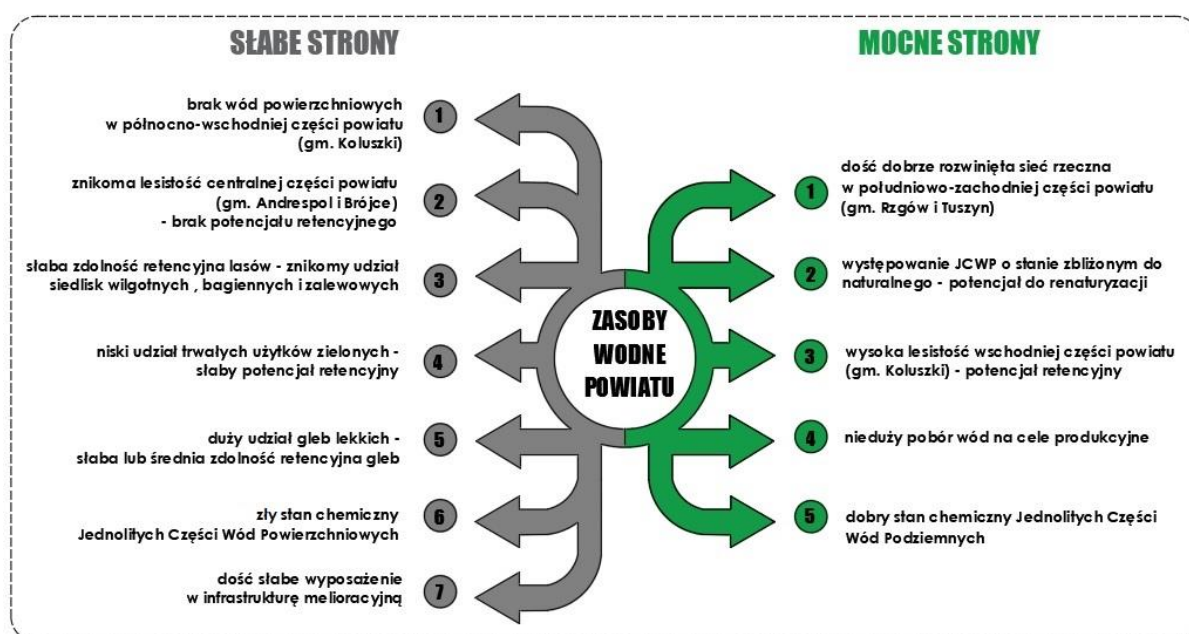 SŁABE STRONY
1
brak wód powierzchniowych
w północno-wschodniej części powiatu
(gm. Koluszki)
2
znikoma lesistość centralnej części powiatu
(gm. Andrespol i Brójce)
- brak potencjału retencyjnego
3
słaba zdolność retencyjna lasów - znikomy udział
siedlisk wilgotnych , bagiennych i zalewowych
4
niski udział trwałych użytków zielonych -
słaby potencjał retencyjny
5
duży udział gleb lekkich -
słaba lub średnia zdolność retencyjna gleb
6
zły stan chemiczny
Jednolitych Części Wód Powierzchniowych
7
dość słabe wyposażenie
w infrastrukturę melioracyjną
ZASOBY
WODNE
POWIATU
MOCNE STRONY
1
dość dobrze rozwinięta sieć rzeczna
w południowo-zachodniej części powiatu
(gm. Rzgów i Tuszyn)
2
występowanie JCWP o stanie zbliżonym do
naturalnego - potencjał do renaturyzacji
3
wysoka lesistość wschodniej części powiatu
(gm. Koluszki) - potencjał retencyjny
4
nieduży pobór wód na cele produkcyjne
5
dobry stan chemiczny Jednolitych Części
Wód Podziemnych